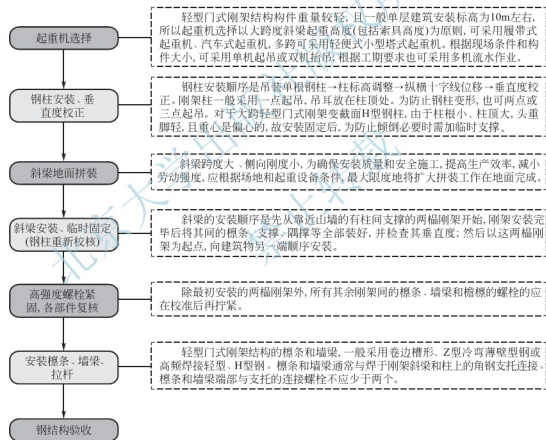 起重机选择
轻型门式刚架结构构件重量较轻,且一般单层建筑安装标高为10m左右,
所以起重机选择以大跨斜梁起重高度(包括索具高度)为原则,可采用履带式
起重机、汽车式起重机,多跨可用轻便式小型塔式起重机。根据现场条件和构
件大小,可采用单机起吊或双机抬吊;根据工期要求也可采用多机流水作业。
钢柱安装、垂
直度校正
钢柱安装顺序是吊装单根钢柱→柱标高调整→纵横十字线位移→垂直度校
正。刚架柱一般采用一点起吊,吊耳放在柱顶处。为防止钢柱变形,也可两点或
三点起吊。对于大跨轻型门式刚架变截面H型钢柱,由于柱根小、柱顶大,头重
脚轻,且重心是偏心的,故安装固定后,为防止倾倒必要时需加临时支撑。
斜梁地面拼装
斜梁跨度大、侧向刚度小,为确保安装质量和安全施工,提高生产效率,减小
劳动强度,应根据场地和起重设备条件,最大限度地将扩大拼装工作在地面完成。
斜梁安装、临时固定
(钢柱重新校核)
斜梁的安装顺序是先从靠近山墙的有柱间支撑的两榀刚架开始,刚架安装完
毕后将其间的檩条、支撑、隅撑等全部装好,并检查其垂直度;然后以这两榀刚
架为起点,向建筑物另一端顺序安装。
高强度螺栓紧
固,各部件复核
除最初安装的两榀刚架外,所有其余刚架间的檩条、墙梁和檐檩的螺栓的应
在校准后再拧紧。
安装檩条、墙梁、
拉杆
轻型门式刚架结构的檩条和墙梁,一般采用卷边槽形、Z型冷弯薄壁型钢或
高频焊接轻型、H型钢。檩条和墙梁通常与焊于刚架斜梁和柱上的角钢支托连接。
檩条和墙梁端部与支托的连接螺栓不应少于两个。
钢结构验收